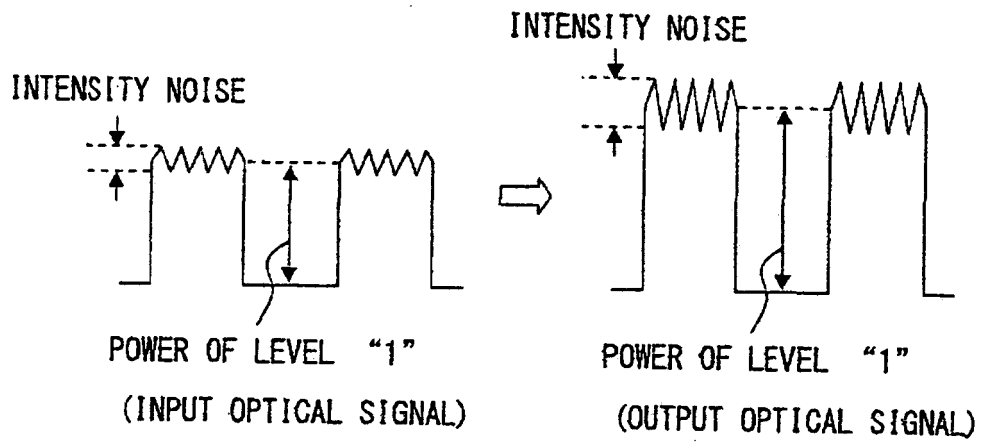 INTENSITY NOISE
INTENSITY NOISE
POWER OF LEVEL “1”
(INPUT OPTICAL SIGNAL)
POWER OF LEVEL “1”
(OUTPUT OPTICAL SIGNAL)